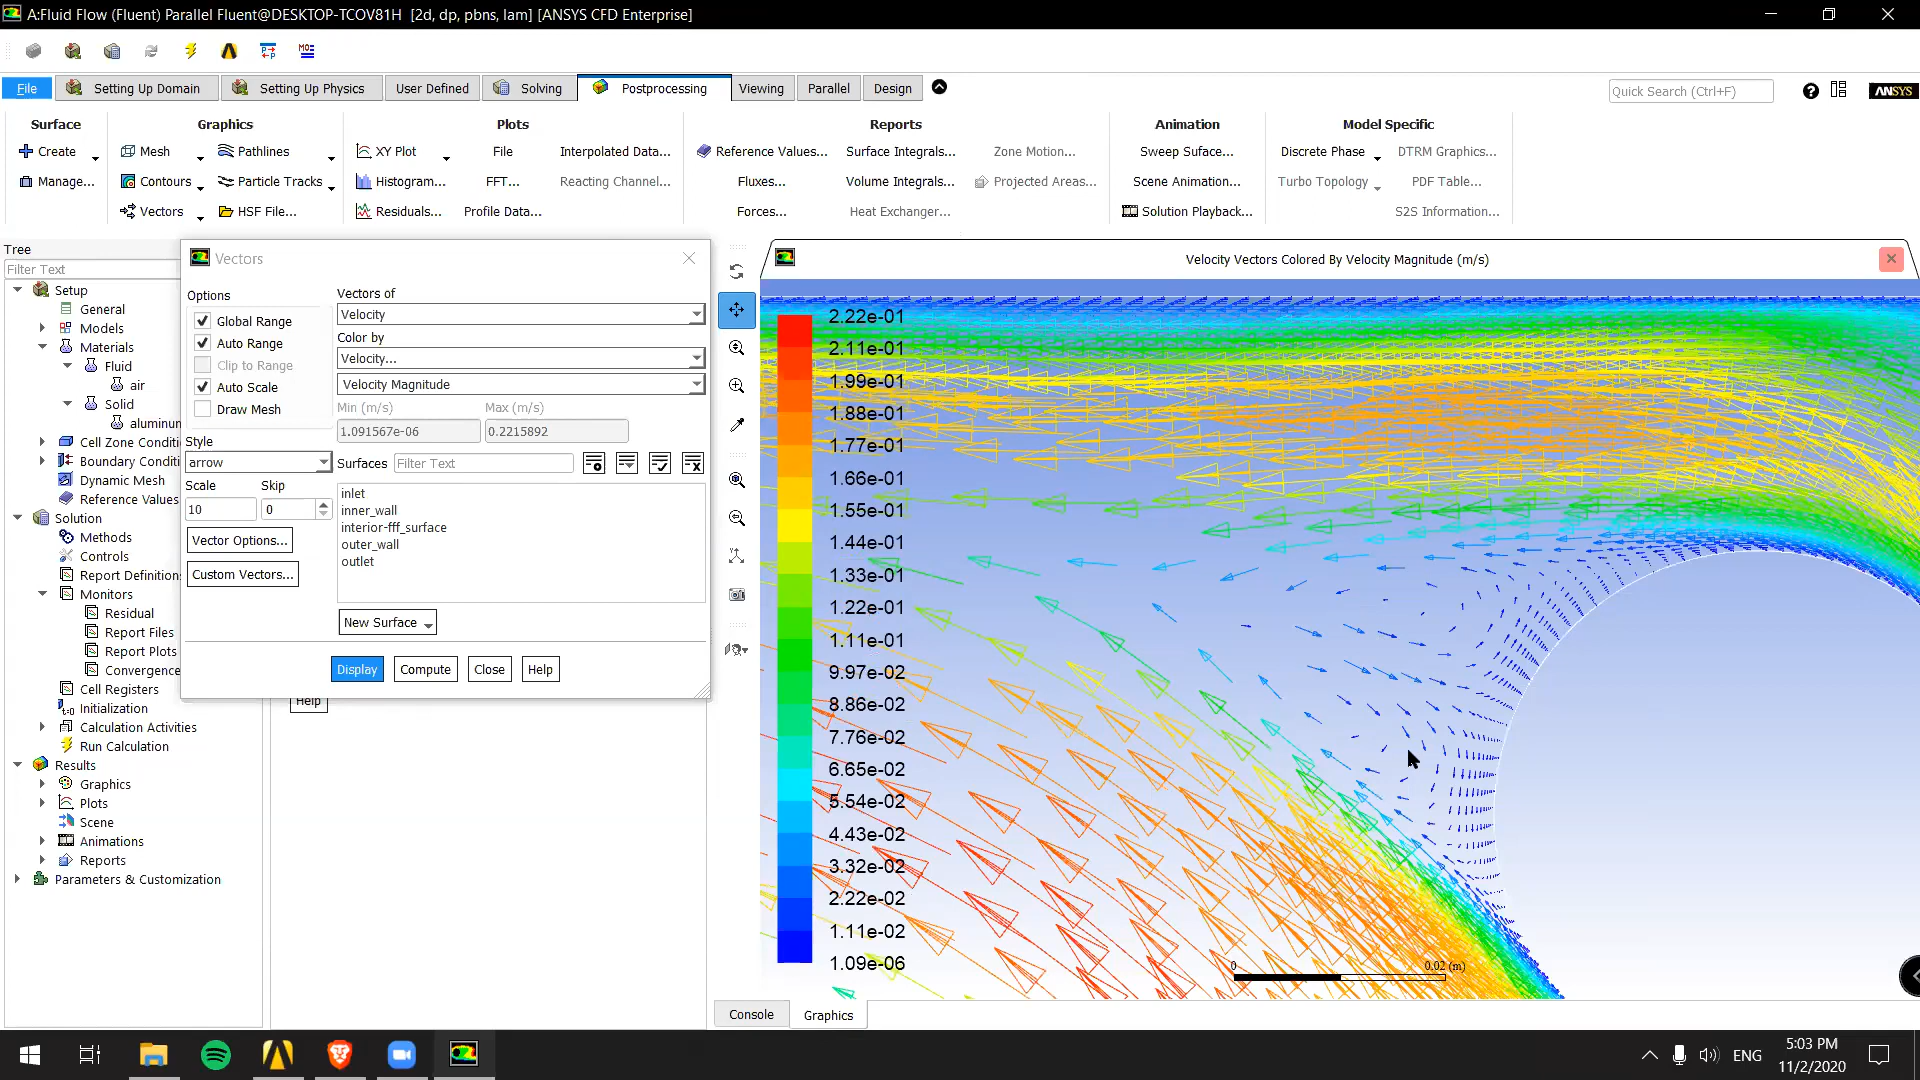 A:Fluid Flow (Fluent) Parallel Fluent@DESKTOP-TCOV81H [2d, dp, pbns, lam] [ANSYS CFD Enterprise]
File Setting Up Domain Setting Up Physics User Defined Solving Postprocessing Viewing Parallel Design Quick Search (Ctrl+F) ANSYS
Surface Graphics Plots Reports Animation Model Specific
Create Mesh Pathlines XY Plot File Interpolated Data... Reference Values... Surface Integrals... Zone Motion... Sweep Suface... Discrete Phase DTRM Graphics...
Manage... Contours Particle Tracks Histogram... FFT... Reacting Channel... Fluxes... Volume Integrals... Projected Areas... Scene Animation... Turbo Topology PDF Table...
Vectors HSF File... Residuals... Profile Data... Forces... Heat Exchanger... Solution Playback... S2S Information...
Tree
Filter Text
Setup
General
Models
Materials
Fluid
air
Solid
aluminum
Cell Zone Conditi
Boundary Conditi
Dynamic Mesh
Reference Values
Solution
Methods
Controls
Report Definition
Monitors
Residual
Report Files
Report Plots
Convergence
Cell Registers
Initialization
Calculation Activities
Run Calculation
Results
Graphics
Plots
Scene
Animations
Reports
Parameters & Customization
Vectors
Options
Global Range
Auto Range
Clip to Range
Auto Scale
Draw Mesh
Style
arrow
Scale Skip
10 0
Vector Options...
Custom Vectors...
Vectors of
Velocity
Color by
Velocity...
Velocity Magnitude
Min (m/s) Max (m/s)
1.091567e-06 0.2215892
Surfaces Filter Text
inlet
inner_wall
interior-fff_surface
outer_wall
outlet
New Surface
Display Compute Close Help
Help
Velocity Vectors Colored By Velocity Magnitude (m/s)
2.22e-01
2.11e-01
1.99e-01
1.88e-01
1.77e-01
1.66e-01
1.55e-01
1.44e-01
1.33e-01
1.22e-01
1.11e-01
9.97e-02
8.86e-02
7.76e-02
6.65e-02
5.54e-02
4.43e-02
3.32e-02
2.22e-02
1.11e-02
1.09e-06
0 0.02 (m)
Console Graphics
ENG
5:03 PM
11/2/2020